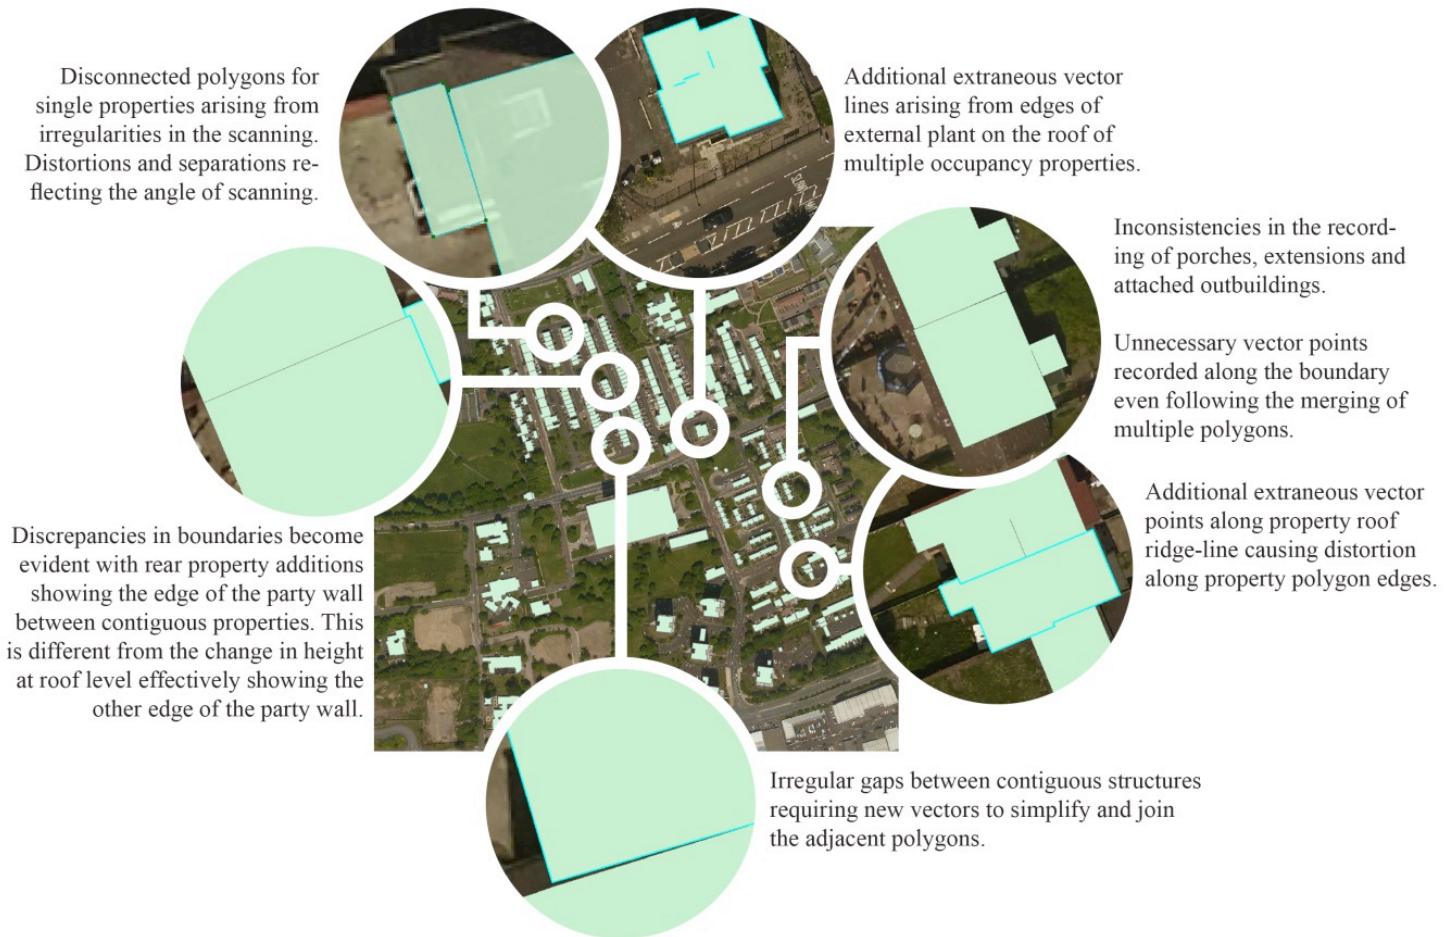 Disconnected polygons for
single properties arising from
irregularities in the scanning.
Distortions and separations re-
flecting the angle of scanning.
Additional extraneous vector
lines arising from edges of
external plant on the roof of
multiple occupancy properties.
Inconsistencies in the record-
ing of porches, extensions and
attached outbuildings.
Unnecessary vector points
recorded along the boundary
even following the merging of
multiple polygons.
Additional extraneous vector
points along property roof
ridge-line causing distortion
along property polygon edges.
Discrepancies in boundaries become
evident with rear property additions
showing the edge of the party wall
between contiguous properties. This
is different from the change in height
at roof level effectively showing the
other edge of the party wall.
Irregular gaps between contiguous structures
requiring new vectors to simplify and join
the adjacent polygons.